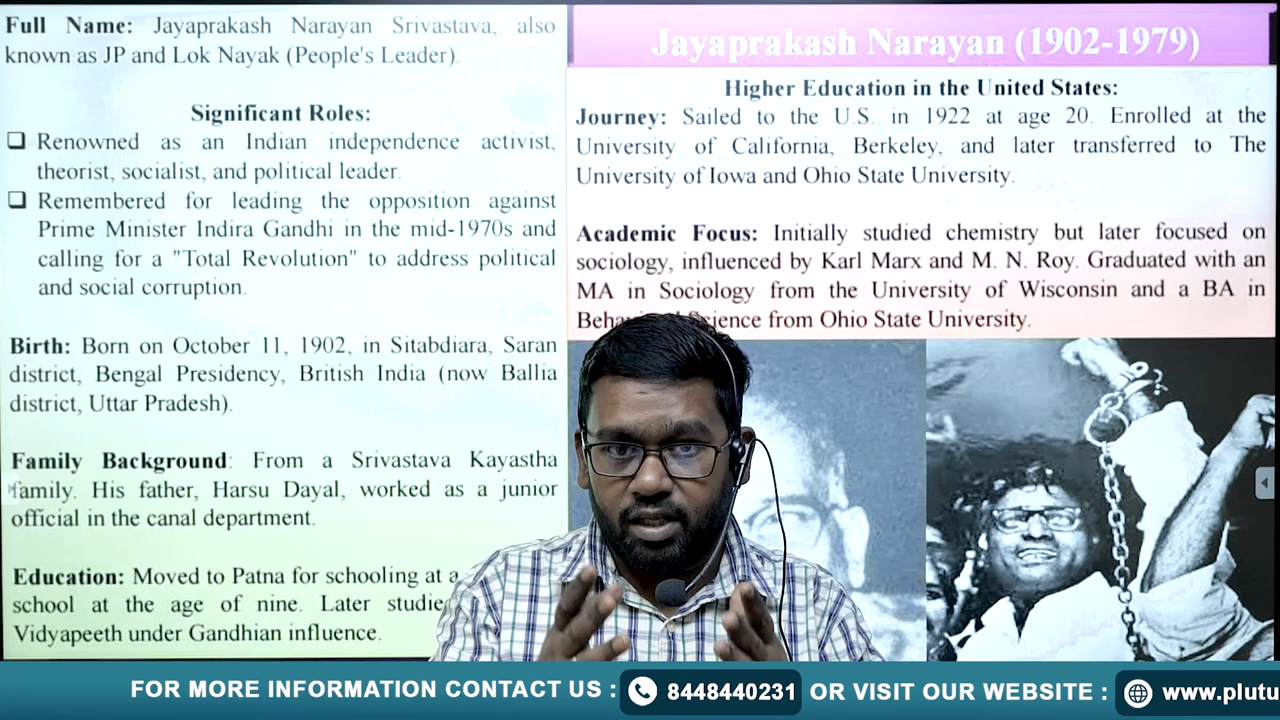 Full Name: Jayaprakash Narayan Srivastava, also
known as JP and Lok Nayak (People's Leader).
Significant Roles:
Renowned as an Indian independence activist,
theorist, socialist, and political leader.
Remembered for leading the opposition against
Prime Minister Indira Gandhi in the mid-1970s and
calling for a "Total Revolution" to address political
and social corruption.
Birth: Born on October 11, 1902, in Sitabdiara, Saran
district, Bengal Presidency, British India (now Ballia
district, Uttar Pradesh).
Family Background: From a Srivastava Kayastha
family. His father, Harsu Dayal, worked as a junior
official in the canal department.
Education: Moved to Patna for schooling at a
school at the age of nine. Later
Vidyapeeth under Gandhian influence.
Jayaprakash Narayan (1902-1979)
Higher Education in the United States:
Journey: Sailed to the U.S. in 1922 at age 20. Enrolled at the
University of California, Berkeley, and later transferred to The
University of Iowa and Ohio State University.
Academic Focus: Initially studied chemistry but later focused on
sociology, influenced by Karl Marx and M. N. Roy. Graduated with an
MA in Sociology from the University of Wisconsin and a BA in
from Ohio State University.
FOR MORE INFORMATION CONTACT US : 8448440231 OR VISIT OUR WEBSITE : www.plutu